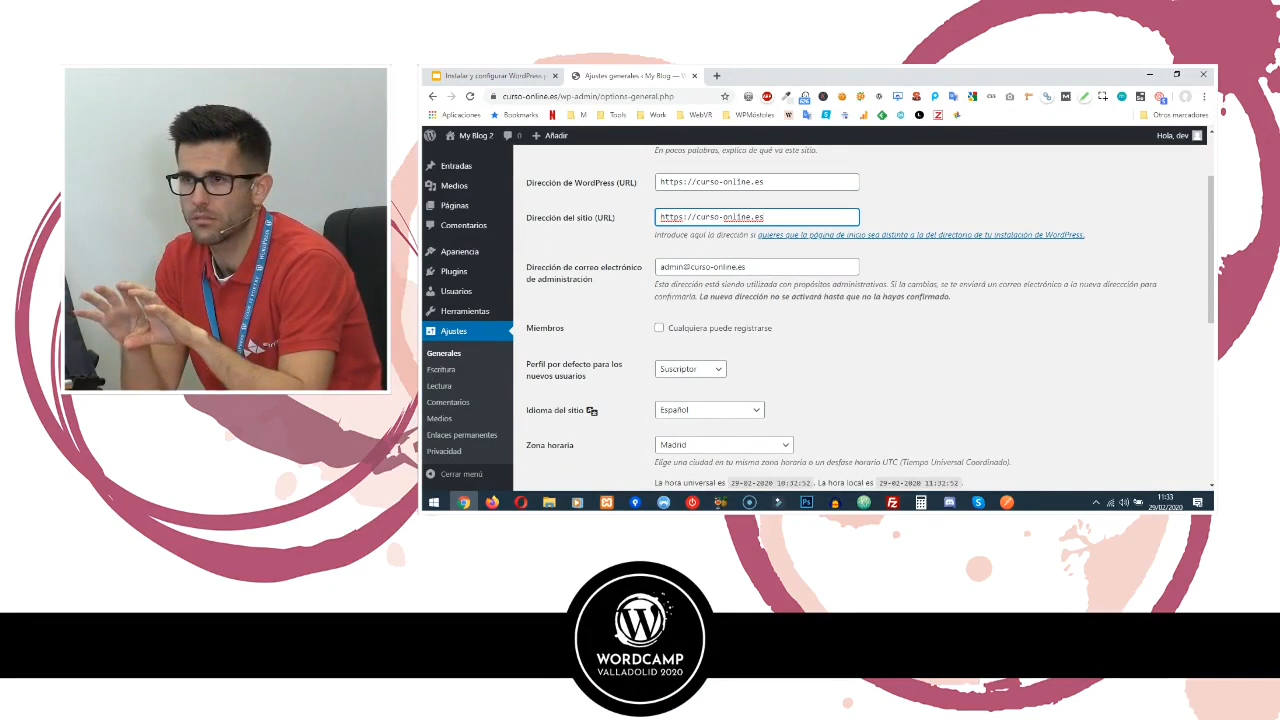 Instalar y configurar WordPress p
Ajustes generales ‹ My Blog — W
curso-online.es/wp-admin/options-general.php
Aplicaciones
Bookmarks
M
Tools
Work
WebVR
WPMóstoles
Otros marcadores
My Blog 2
0
Añadir
Hola, dev
Entradas
Medios
Páginas
Comentarios
Apariencia
Plugins
Usuarios
Herramientas
Ajustes
Generales
Escritura
Lectura
Comentarios
Medios
Enlaces permanentes
Privacidad
Cerrar menú
En pocas palabras, explica de qué va este sitio.
Dirección de WordPress (URL)
https://curso-online.es
Dirección del sitio (URL)
https://curso-online.es
Introduce aquí la dirección si quieres que la página de inicio sea distinta a la del directorio de tu instalación de WordPress.
Dirección de correo electrónico
de administración
admin@curso-online.es
Esta dirección está siendo utilizada con propósitos administrativos. Si la cambias, se te enviará un correo electrónico a la nueva dirección para
confirmarla. La nueva dirección no se activará hasta que no la hayas confirmado.
Miembros
Cualquiera puede registrarse
Perfil por defecto para los
nuevos usuarios
Suscriptor
Idioma del sitio
Español
Zona horaria
Madrid
Elige una ciudad en tu misma zona horaria o un desfase horario UTC (Tiempo Universal Coordinado).
La hora universal es 29-02-2020 10:32:52. La hora local es 29-02-2020 11:32:52.
11:33
29/02/2020
WORDCAMP
VALLADOLID 2020